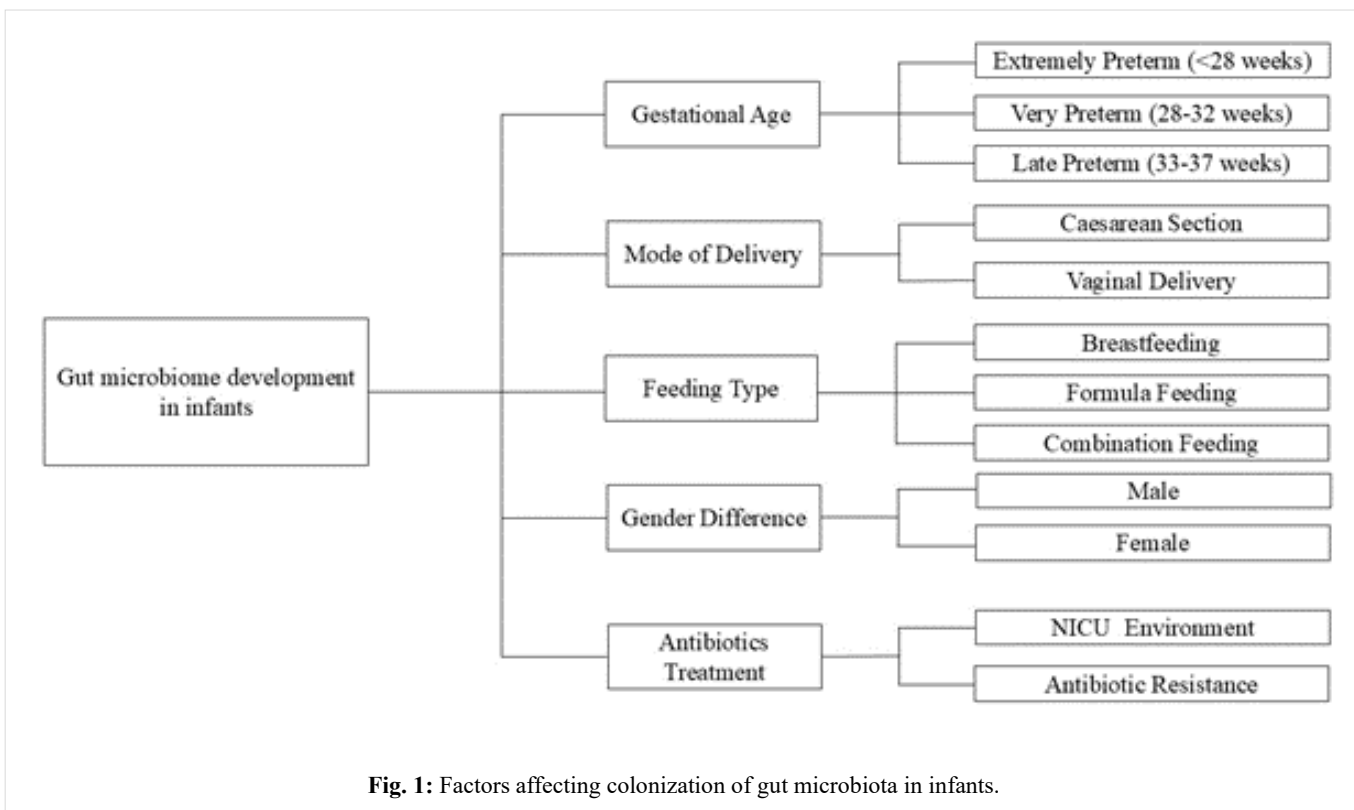 Gut microbiome development
in infants
Gestational Age
Extremely Preterm (<28 weeks)
Very Preterm (28-32 weeks)
Late Preterm (33-37 weeks)
Mode of Delivery
Caesarean Section
Vaginal Delivery
Feeding Type
Breastfeeding
Formula Feeding
Combination Feeding
Gender Difference
Male
Female
Antibiotics
Treatment
NICU Environment
Antibiotic Resistance
Fig. 1: Factors affecting colonization of gut microbiota in infants.